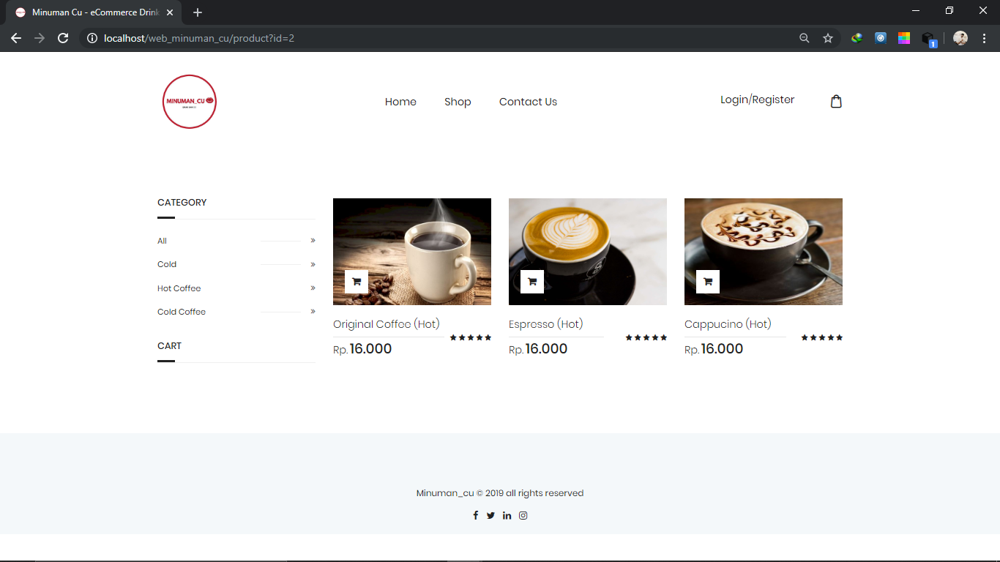 Minuman Cu - eCommerce Drink
localhost/web_minuman_cu/product?id=2
1
MINUMAN_CU
Home Shop Contact Us
Login/Register
CATEGORY
All
Cold
Hot Coffee
Cold Coffee
CART
Original Coffee (Hot)
Rp. 16.000
Espresso (Hot)
Rp. 16.000
Cappucino (Hot)
Rp. 16.000
Minuman_cu © 2019 all rights reserved